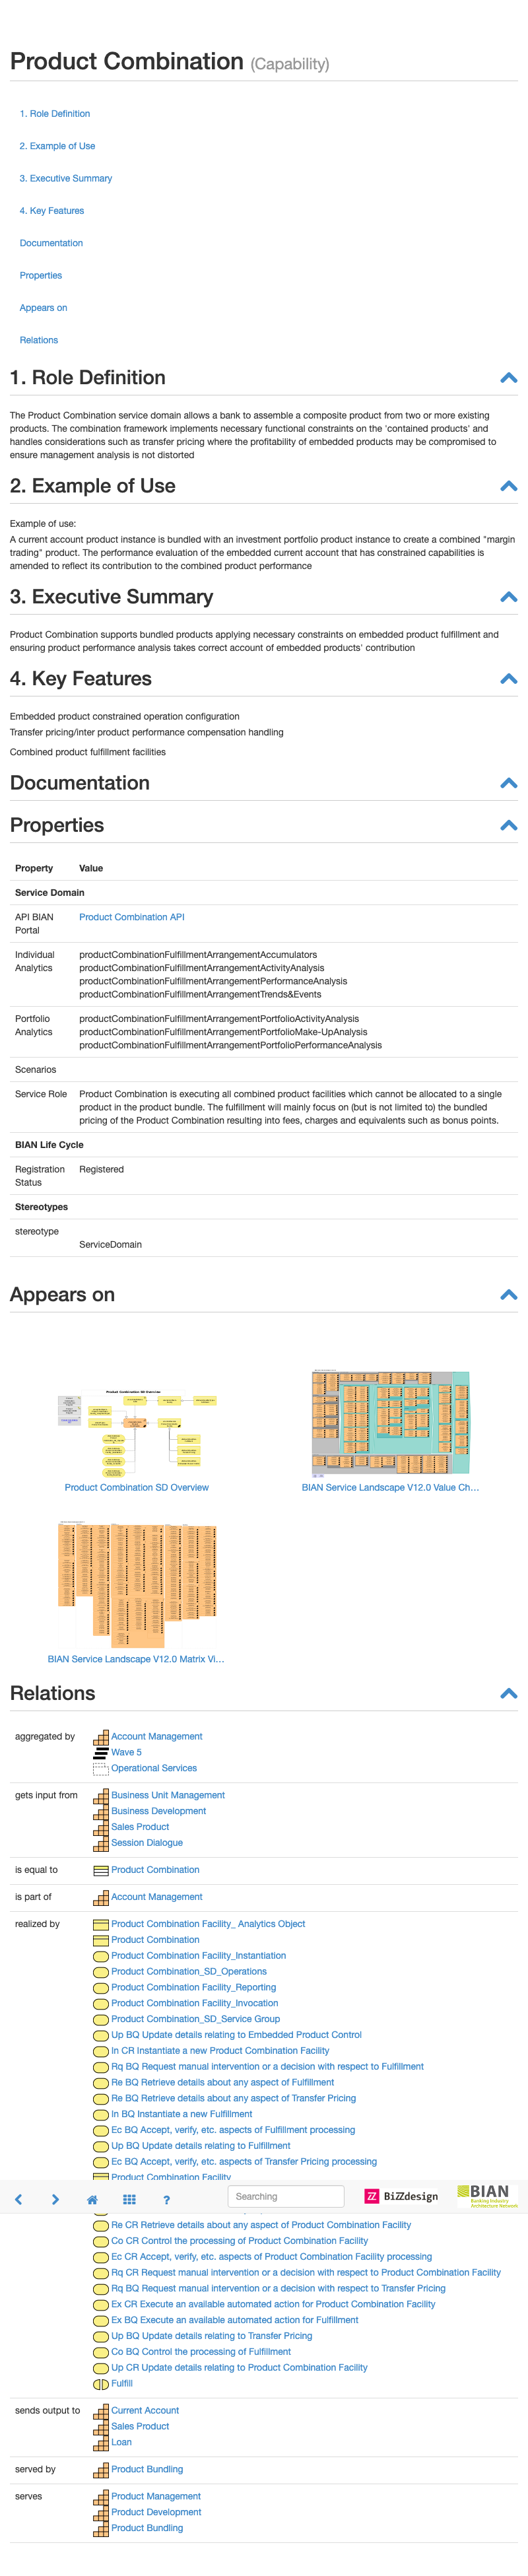 Product Combination (Capability)
1. Role Definition
2. Example of Use
3. Executive Summary
4. Key Features
Documentation
Properties
Appears on
Relations
1. Role Definition
The Product Combination service domain allows a bank to assemble a composite product from two or more existing
products. The combination framework implements necessary functional constraints on the 'contained products' and
handles considerations such as transfer pricing where the profitability of embedded products may be compromised to
ensure management analysis is not distorted
2. Example of Use
Example of use:
A current account product instance is bundled with an investment portfolio product instance to create a combined "margin
trading" product. The performance evaluation of the embedded current account that has constrained capabilities is
amended to reflect its contribution to the combined product performance
3. Executive Summary
Product Combination supports bundled products applying necessary constraints on embedded product fulfillment and
ensuring product performance analysis takes correct account of embedded products' contribution
4. Key Features
Embedded product constrained operation configuration
Transfer pricing/inter product performance compensation handling
Combined product fulfillment facilities
Documentation
Properties
Property Value
Service Domain
API BIAN Product Combination API
Portal
Individual productCombinationFulfillmentArrangementAccumulators
Analytics productCombinationFulfillmentArrangementActivityAnalysis
productCombinationFulfillmentArrangementPerformanceAnalysis
productCombinationFulfillmentArrangementTrends&Events
Portfolio productCombinationFulfillmentArrangementPortfolioActivityAnalysis
Analytics productCombinationFulfillmentArrangementPortfolioMake-UpAnalysis
productCombinationFulfillmentArrangementPortfolioPerformanceAnalysis
Scenarios
Service Role Product Combination is executing all combined product facilities which cannot be allocated to a single
product in the product bundle. The fulfillment will mainly focus on (but is not limited to) the bundled
pricing of the Product Combination resulting into fees, charges and equivalents such as bonus points.
BIAN Life Cycle
Registration Registered
Status
Stereotypes
stereotype
ServiceDomain
Appears on
Product Combination SD Overview
Product Combination SD Overview BIAN Service Landscape V12.0 Value Ch...
BIAN Service Landscape V12.0 Matrix Vi...
Relations
aggregated by Account Management
Wave 5
Operational Services
gets input from Business Unit Management
Business Development
Sales Product
Session Dialogue
is equal to Product Combination
is part of Account Management
realized by Product Combination Facility_ Analytics Object
Product Combination
Product Combination Facility_Instantiation
Product Combination_SD_Operations
Product Combination Facility_Reporting
Product Combination Facility_Invocation
Product Combination_SD_Service Group
Up BQ Update details relating to Embedded Product Control
In CR Instantiate a new Product Combination Facility
Rq BQ Request manual intervention or a decision with respect to Fulfillment
Re BQ Retrieve details about any aspect of Fulfillment
Re BQ Retrieve details about any aspect of Transfer Pricing
In BQ Instantiate a new Fulfillment
Ec BQ Accept, verify, etc. aspects of Fulfillment processing
Up BQ Update details relating to Fulfillment
Ec BQ Accept, verify, etc. aspects of Transfer Pricing processing
Product Combination Facility
? Searching BiZZdesign BIAN
Banking Industry
Architecture Network
Re CR Retrieve details about any aspect of Product Combination Facility
Co CR Control the processing of Product Combination Facility
Ec CR Accept, verify, etc. aspects of Product Combination Facility processing
Rq CR Request manual intervention or a decision with respect to Product Combination Facility
Rq BQ Request manual intervention or a decision with respect to Transfer Pricing
Ex CR Execute an available automated action for Product Combination Facility
Ex BQ Execute an available automated action for Fulfillment
Up BQ Update details relating to Transfer Pricing
Co BQ Control the processing of Fulfillment
Up CR Update details relating to Product Combination Facility
Fulfill
sends output to Current Account
Sales Product
Loan
served by Product Bundling
serves Product Management
Product Development
Product Bundling